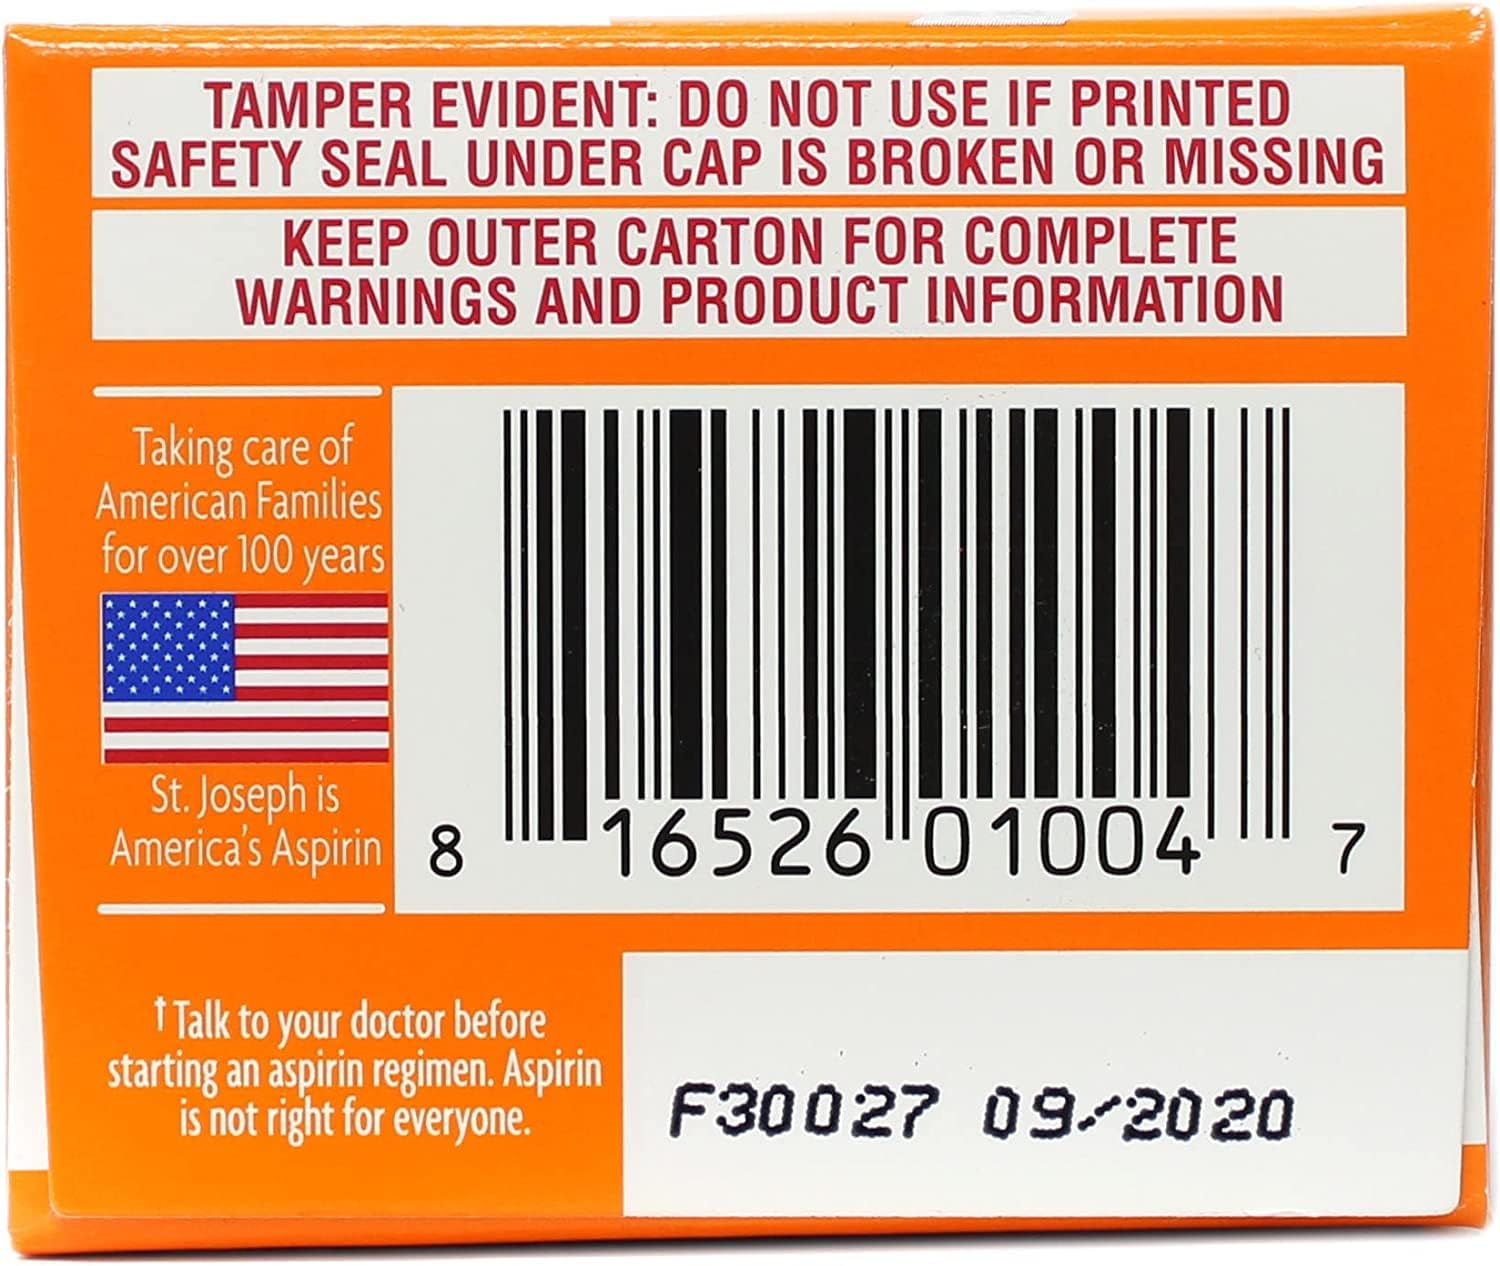 TAMPER EVIDENT: DO NOT USE IF PRINTED
SAFETY SEAL UNDER CAP IS BROKEN OR MISSING
KEEP OUTER CARTON FOR COMPLETE
WARNINGS AND PRODUCT INFORMATION
Taking care of
American Families
for over 100 years
St. Joseph is
America's Aspirin
8 16526 01004 7
† Talk to your doctor before
starting an aspirin regimen. Aspirin
is not right for everyone.
F30027 09/2020